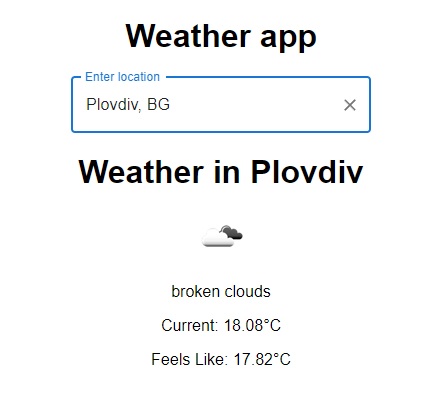 Weather app
Enter location
Plovdiv, BG
Weather in Plovdiv
broken clouds
Current: 18.08°C
Feels Like: 17.82°C